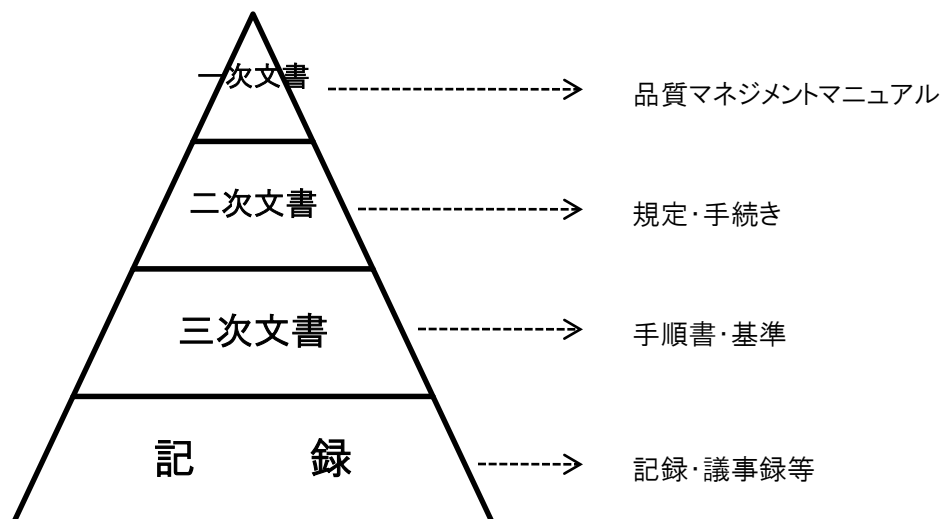 一次文書
品質マネジメントマニュアル
二次文書
規定・手続き
三次文書
手順書・基準
記 録
記録・議事録等